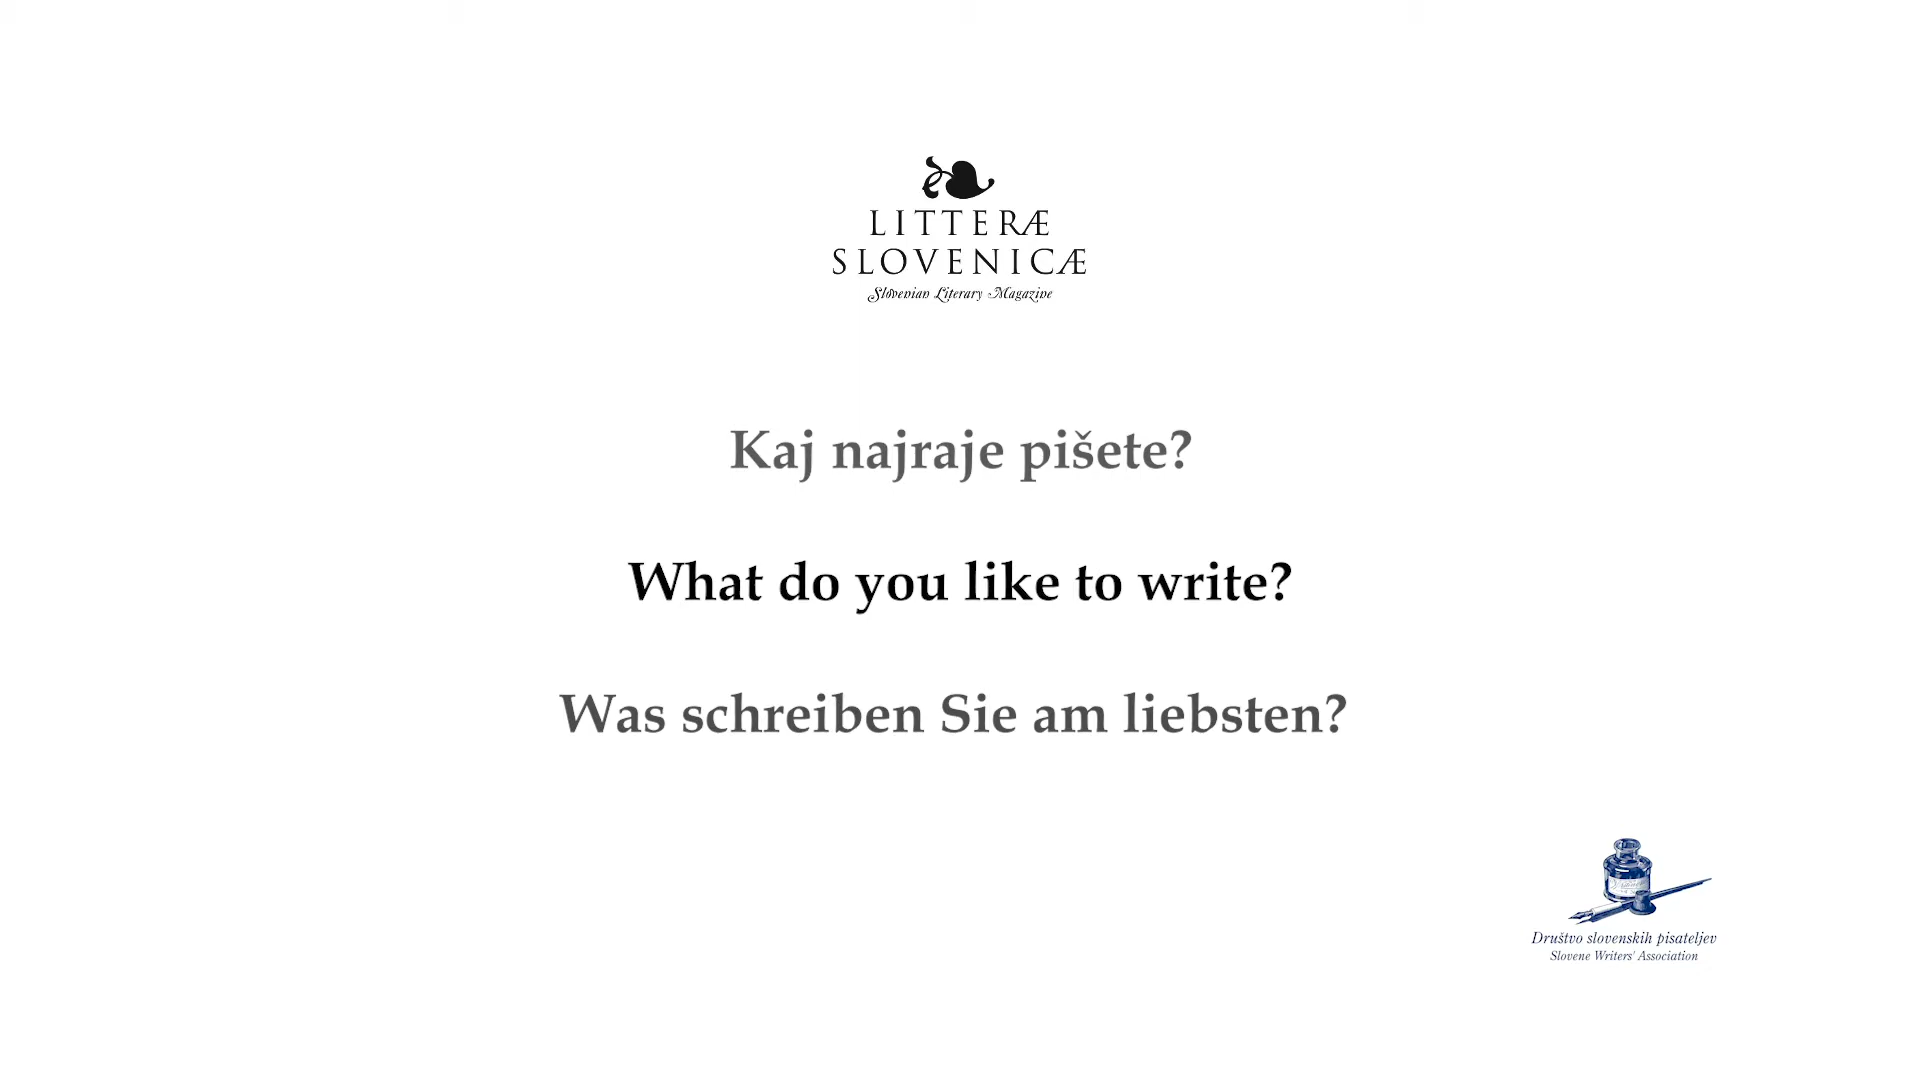 LITTERÆ
SLOVENICÆ
Slovenian Literary Magazine
Kaj najraje pišete?
What do you like to write?
Was schreiben Sie am liebsten?
Društvo slovenskih pisateljev
Slovene Writers' Association